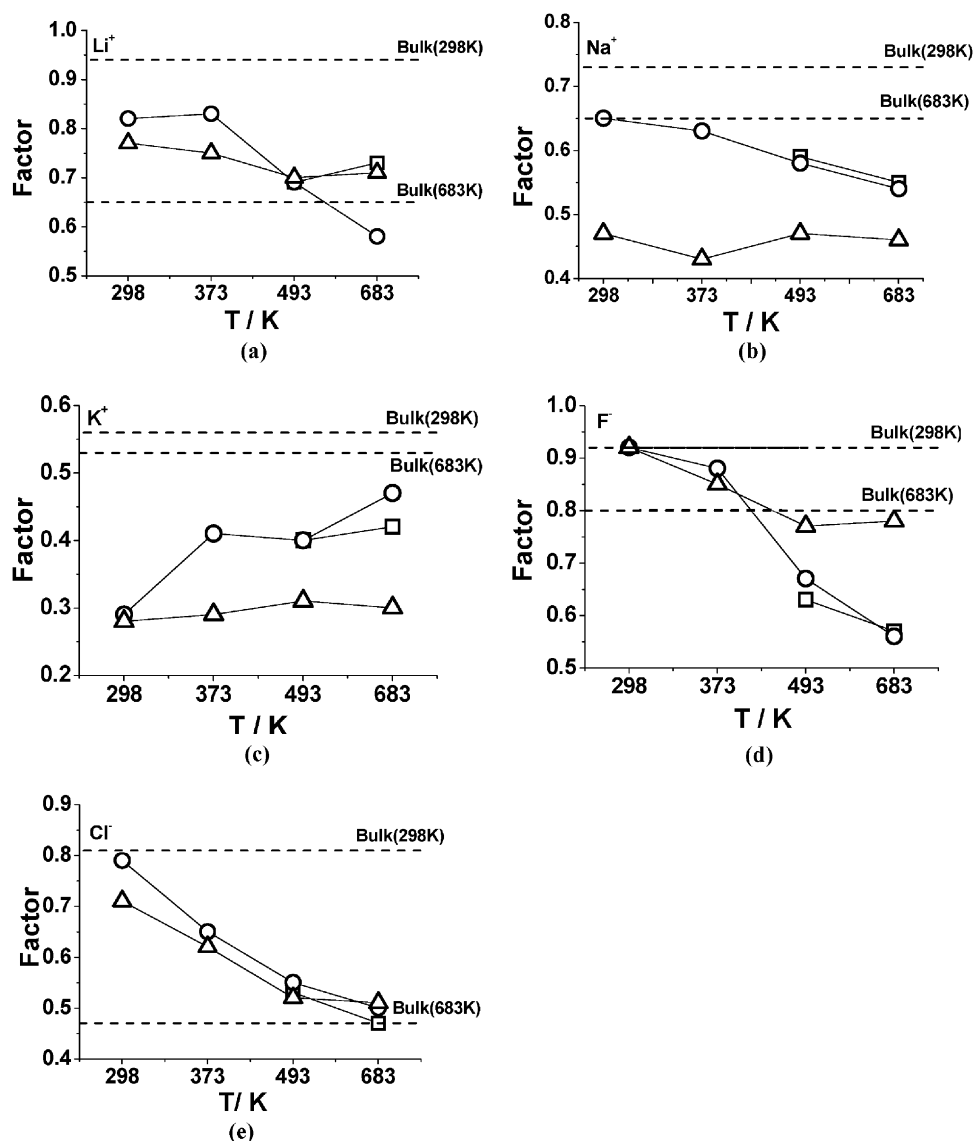 1.0
Li⁺
Bulk(298K)
0.9
0.8
0.7
Bulk(683K)
0.6
0.5
Factor
298 373 493 683
T / K
(a)
0.8
Na⁺
Bulk(298K)
0.7
Bulk(683K)
0.6
0.5
0.4
Factor
298 373 493 683
T / K
(b)
0.6
K⁺
Bulk(298K)
Bulk(683K)
0.5
0.4
0.3
0.2
Factor
298 373 493 683
T / K
(c)
1.0
F⁻
Bulk(298K)
0.9
Bulk(683K)
0.8
0.7
0.6
0.5
Factor
298 373 493 683
T / K
(d)
0.9
Cl⁻
Bulk(298K)
0.8
0.7
0.6
0.5
Bulk(683K)
0.4
Factor
298 373 493 683
T/ K
(e)